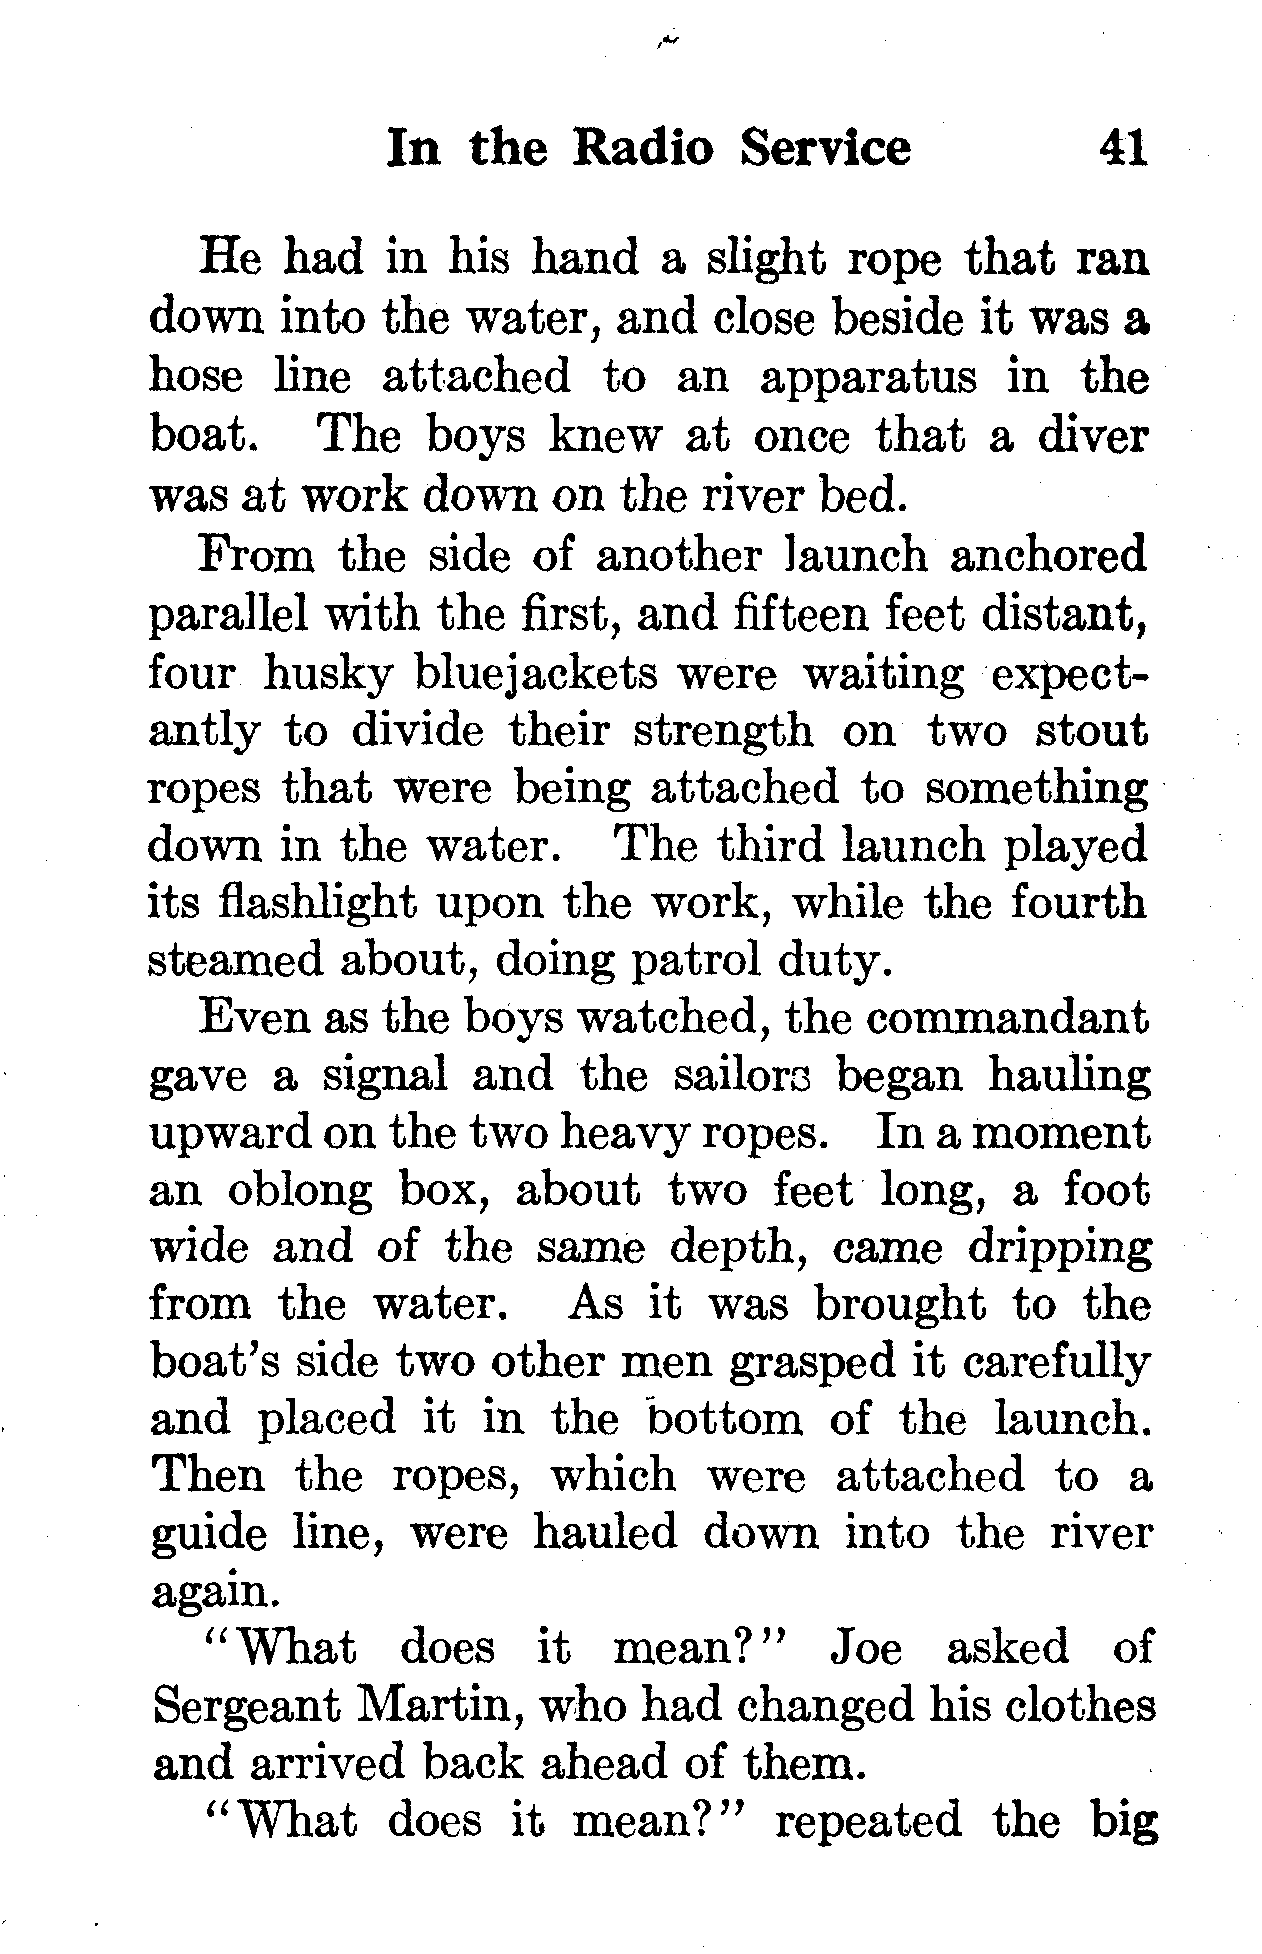 In the Radio Service 41
He had in his hand a slight rope that ran
down into the water, and close beside it was a
hose line attached to an apparatus in the
boat. The boys knew at once that a diver
was at work down on the river bed.
From the side of another launch anchored
parallel with the first, and fifteen feet distant,
four husky bluejackets were waiting expect-
antly to divide their strength on two stout
ropes that were being attached to something
down in the water. The third launch played
its flashlight upon the work, while the fourth
steamed about, doing patrol duty.
Even as the boys watched, the commandant
gave a signal and the sailors began hauling
upward on the two heavy ropes. In a moment
an oblong box, about two feet long, a foot
wide and of the same depth, came dripping
from the water. As it was brought to the
boat's side two other men grasped it carefully
and placed it in the bottom of the launch.
Then the ropes, which were attached to a
guide line, were hauled down into the river
again.
"What does it mean?" Joe asked of
Sergeant Martin, who had changed his clothes
and arrived back ahead of them.
"What does it mean?" repeated the big